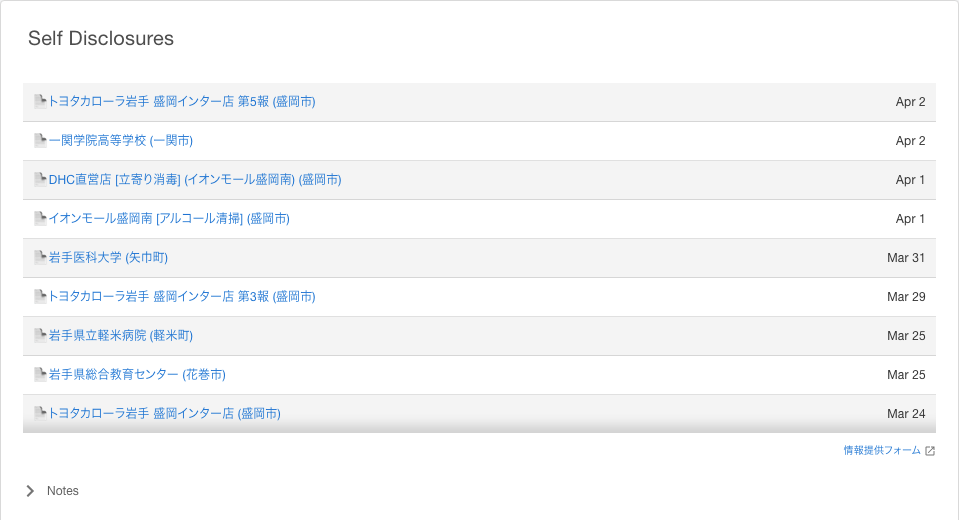 Self Disclosures
トヨタカローラ岩手 盛岡インター店 第5報 (盛岡市) Apr 2
一関学院高等学校 (一関市) Apr 2
DHC直営店 [立寄り消毒] (イオンモール盛岡南) (盛岡市) Apr 1
イオンモール盛岡南 [アルコール清掃] (盛岡市) Apr 1
岩手医科大学 (矢巾町) Mar 31
トヨタカローラ岩手 盛岡インター店 第3報 (盛岡市) Mar 29
岩手県立軽米病院 (軽米町) Mar 25
岩手県総合教育センター (花巻市) Mar 25
トヨタカローラ岩手 盛岡インター店 (盛岡市) Mar 24
情報提供フォーム
Notes